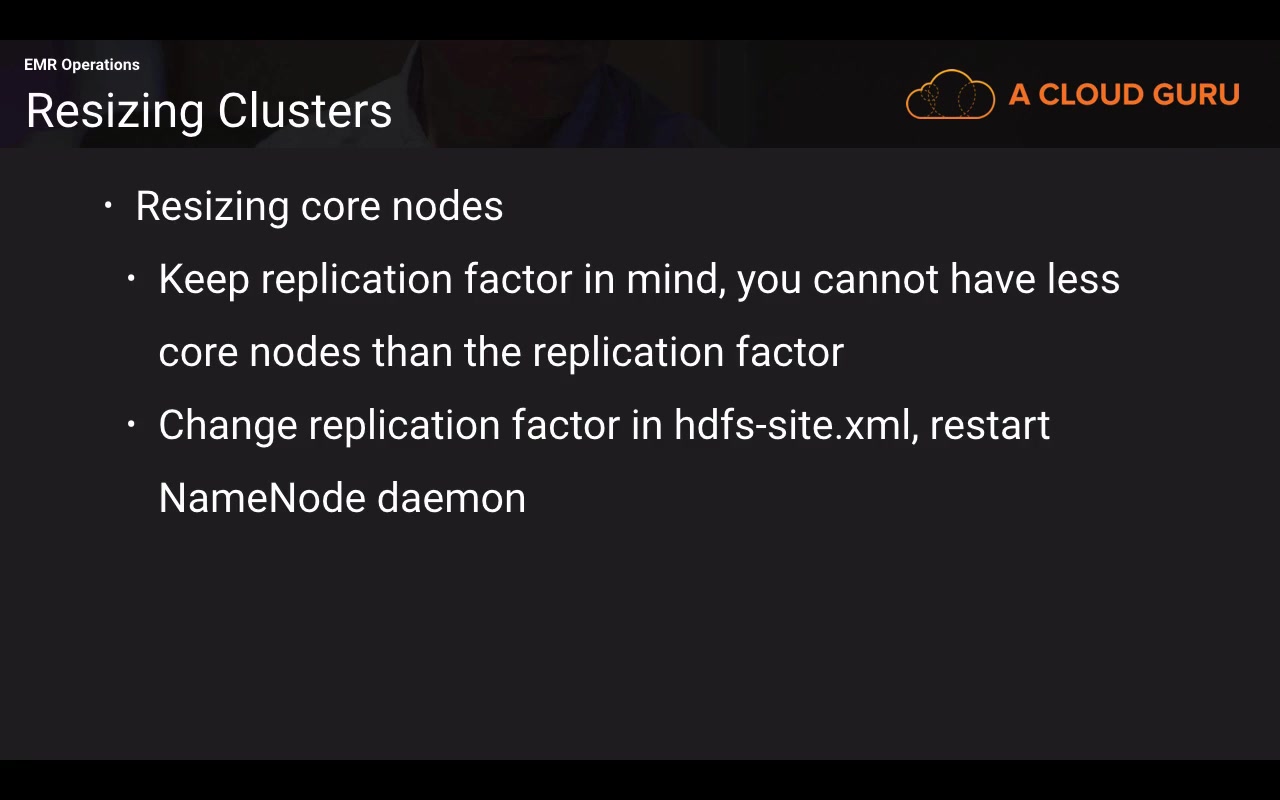 EMR Operations
Resizing Clusters
A CLOUD GURU
• Resizing core nodes
• Keep replication factor in mind, you cannot have less
core nodes than the replication factor
• Change replication factor in hdfs-site.xml, restart
NameNode daemon